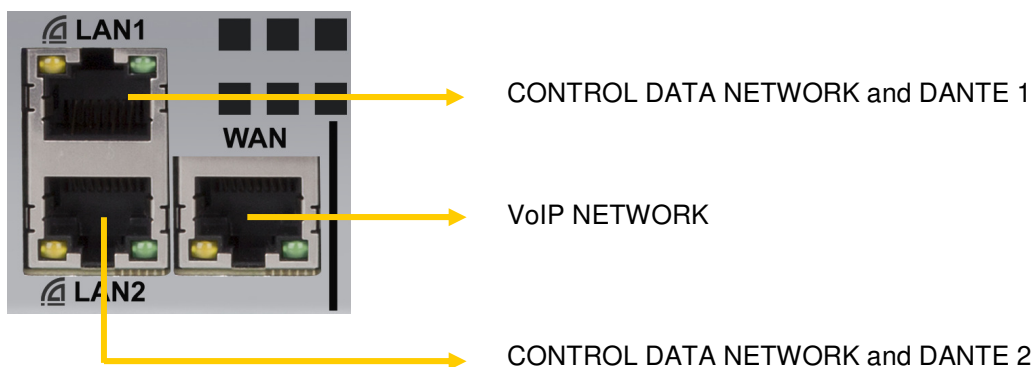 LAN1
CONTROL DATA NETWORK and DANTE 1
WAN
VoIP NETWORK
LAN2
CONTROL DATA NETWORK and DANTE 2